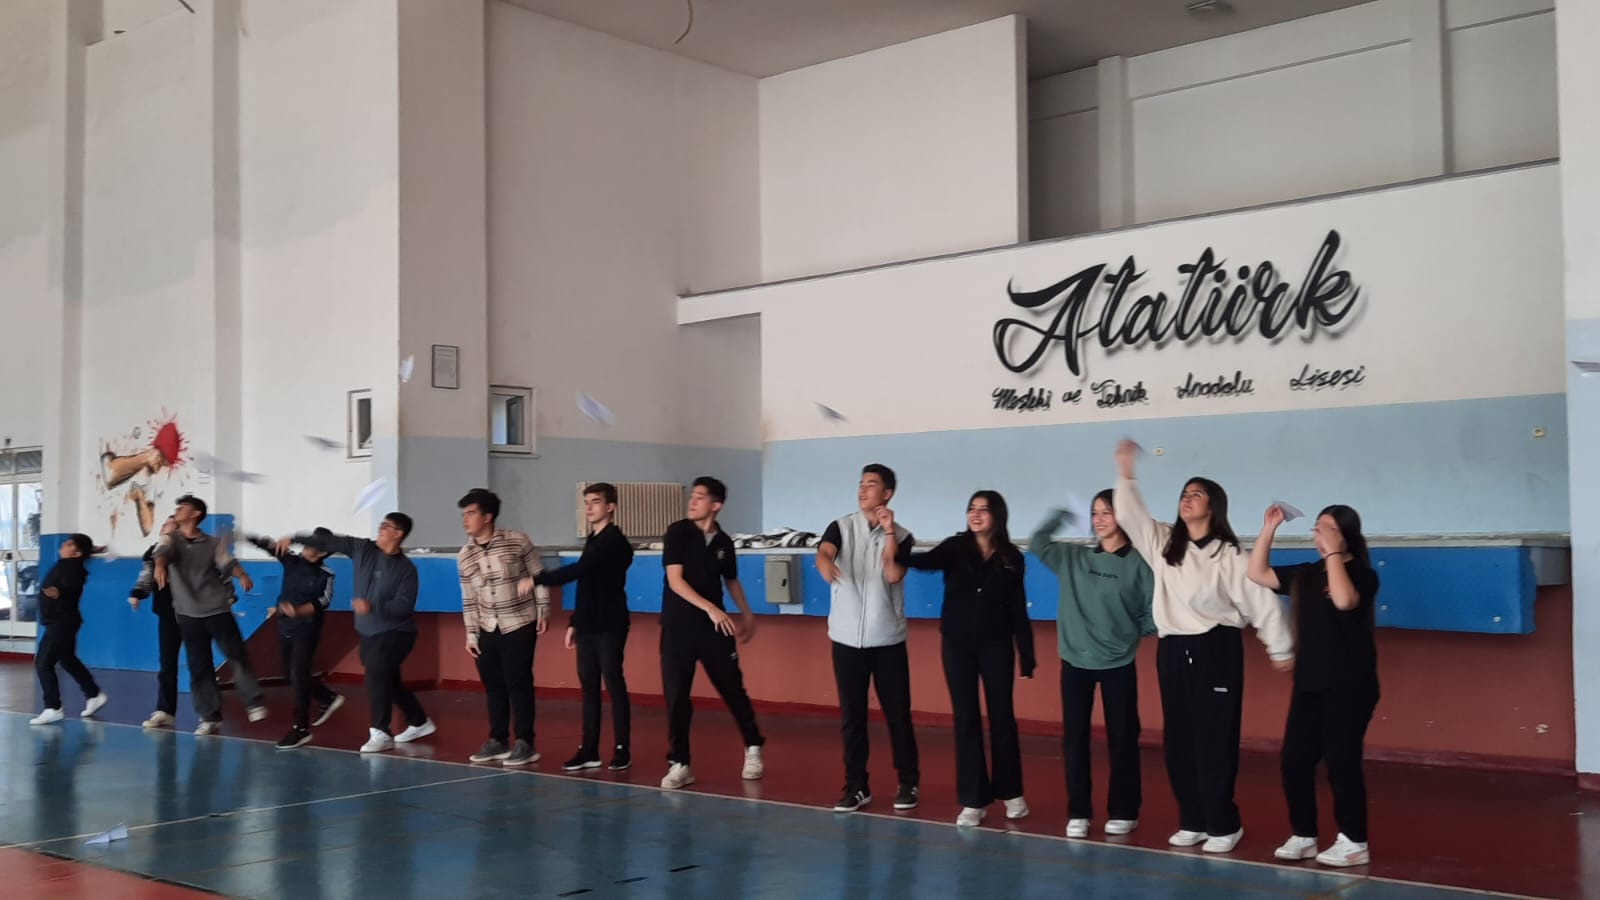 Atatürk
Mesleki ve Teknik Anadolu Lisesi